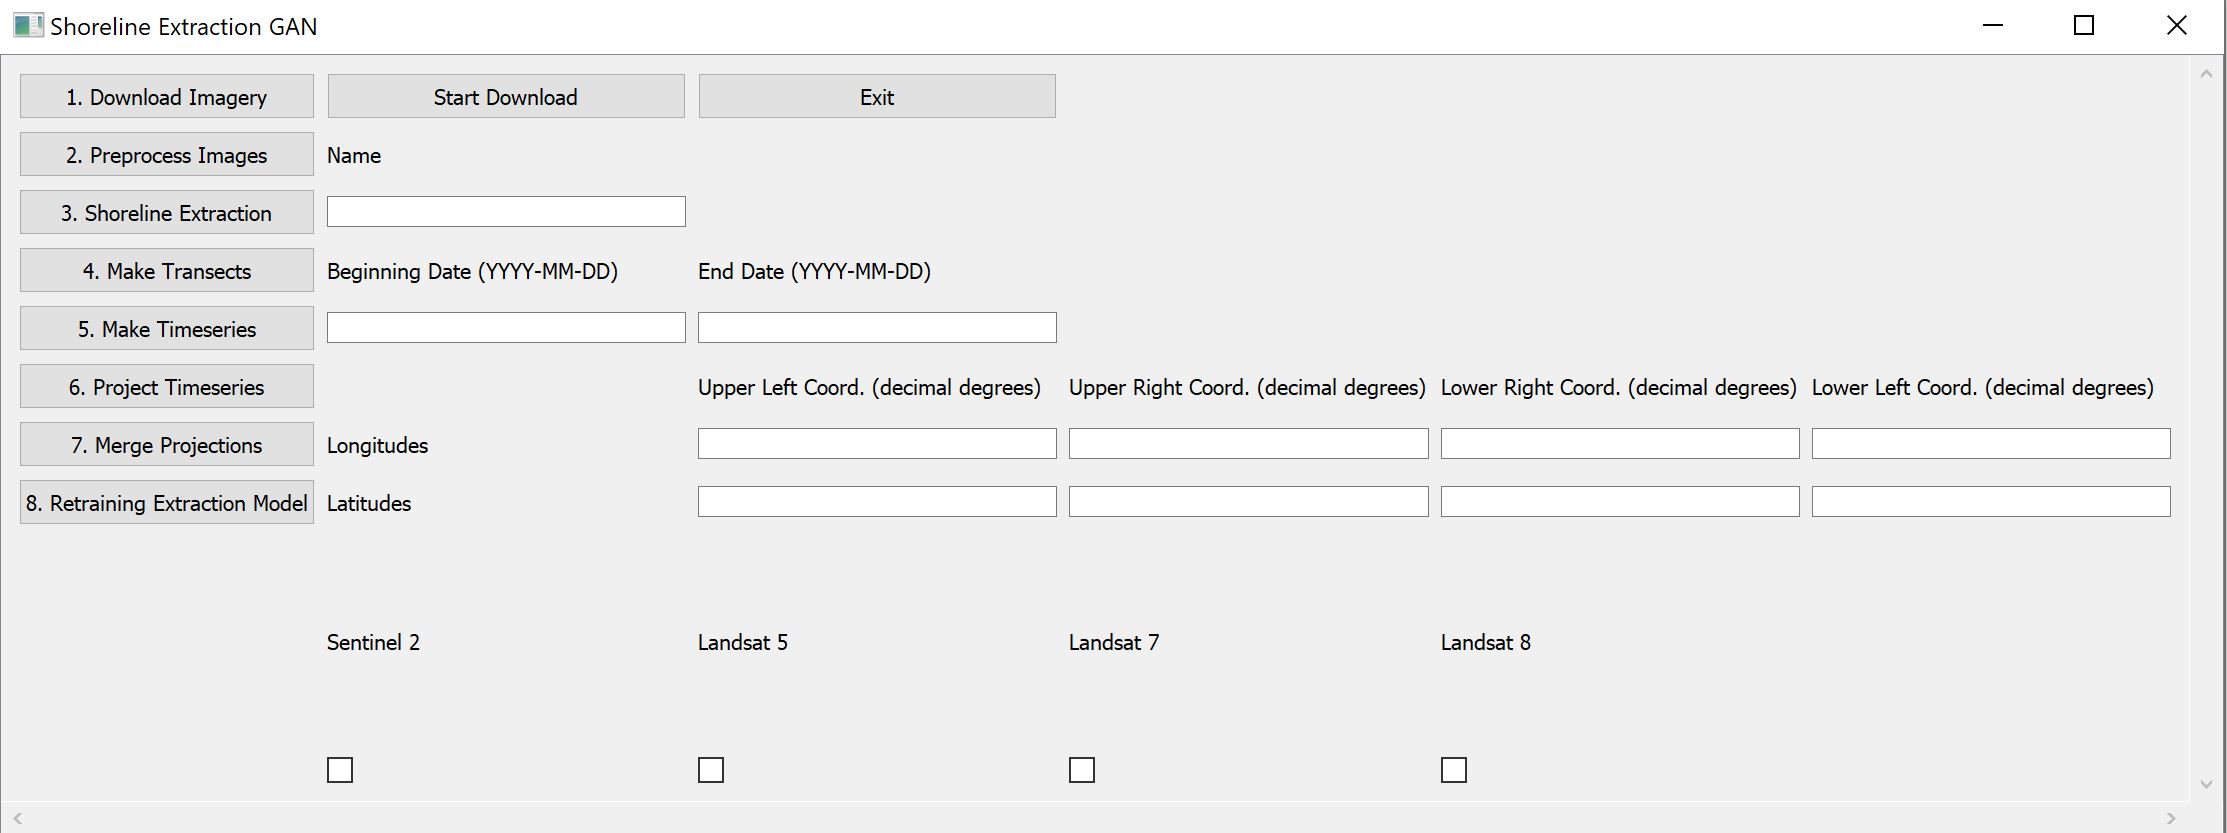 Shoreline Extraction GAN
1. Download Imagery Start Download Exit
2. Preprocess Images Name
3. Shoreline Extraction
4. Make Transects Beginning Date (YYYY-MM-DD) End Date (YYYY-MM-DD)
5. Make Timeseries
6. Project Timeseries Upper Left Coord. (decimal degrees) Upper Right Coord. (decimal degrees) Lower Right Coord. (decimal degrees) Lower Left Coord. (decimal degrees)
7. Merge Projections Longitudes
8. Retraining Extraction Model Latitudes
Sentinel 2 Landsat 5 Landsat 7 Landsat 8